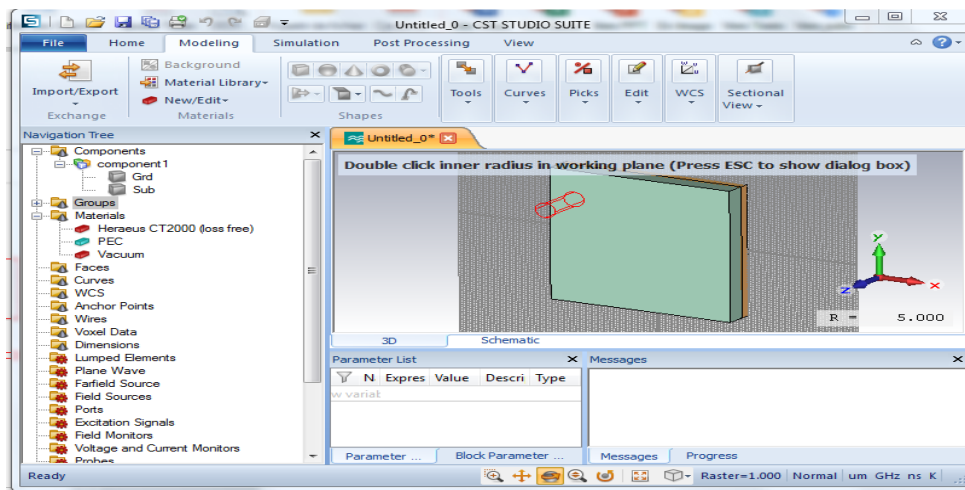 Untitled_0 - CST STUDIO SUITE
File Home Modeling Simulation Post Processing View
Import/Export
Exchange
Background
Material Library
New/Edit
Materials
Shapes
Tools
Curves
Picks
Edit
WCS
Sectional
View
Navigation Tree
Components
component1
Grd
Sub
Groups
Materials
Heraeus CT2000 (loss free)
PEC
Vacuum
Faces
Curves
WCS
Anchor Points
Wires
Voxel Data
Dimensions
Lumped Elements
Plane Wave
Farfield Source
Field Sources
Ports
Excitation Signals
Field Monitors
Voltage and Current Monitors
Probes
Untitled_0*
Double click inner radius in working plane (Press ESC to show dialog box)
y
x
z
R = 5.000
3D Schematic
Parameter List
N Expres Value Descri Type
w variat
Parameter ... Block Parameter ...
Messages
Messages Progress
Ready
Raster=1.000 Normal um GHz ns K